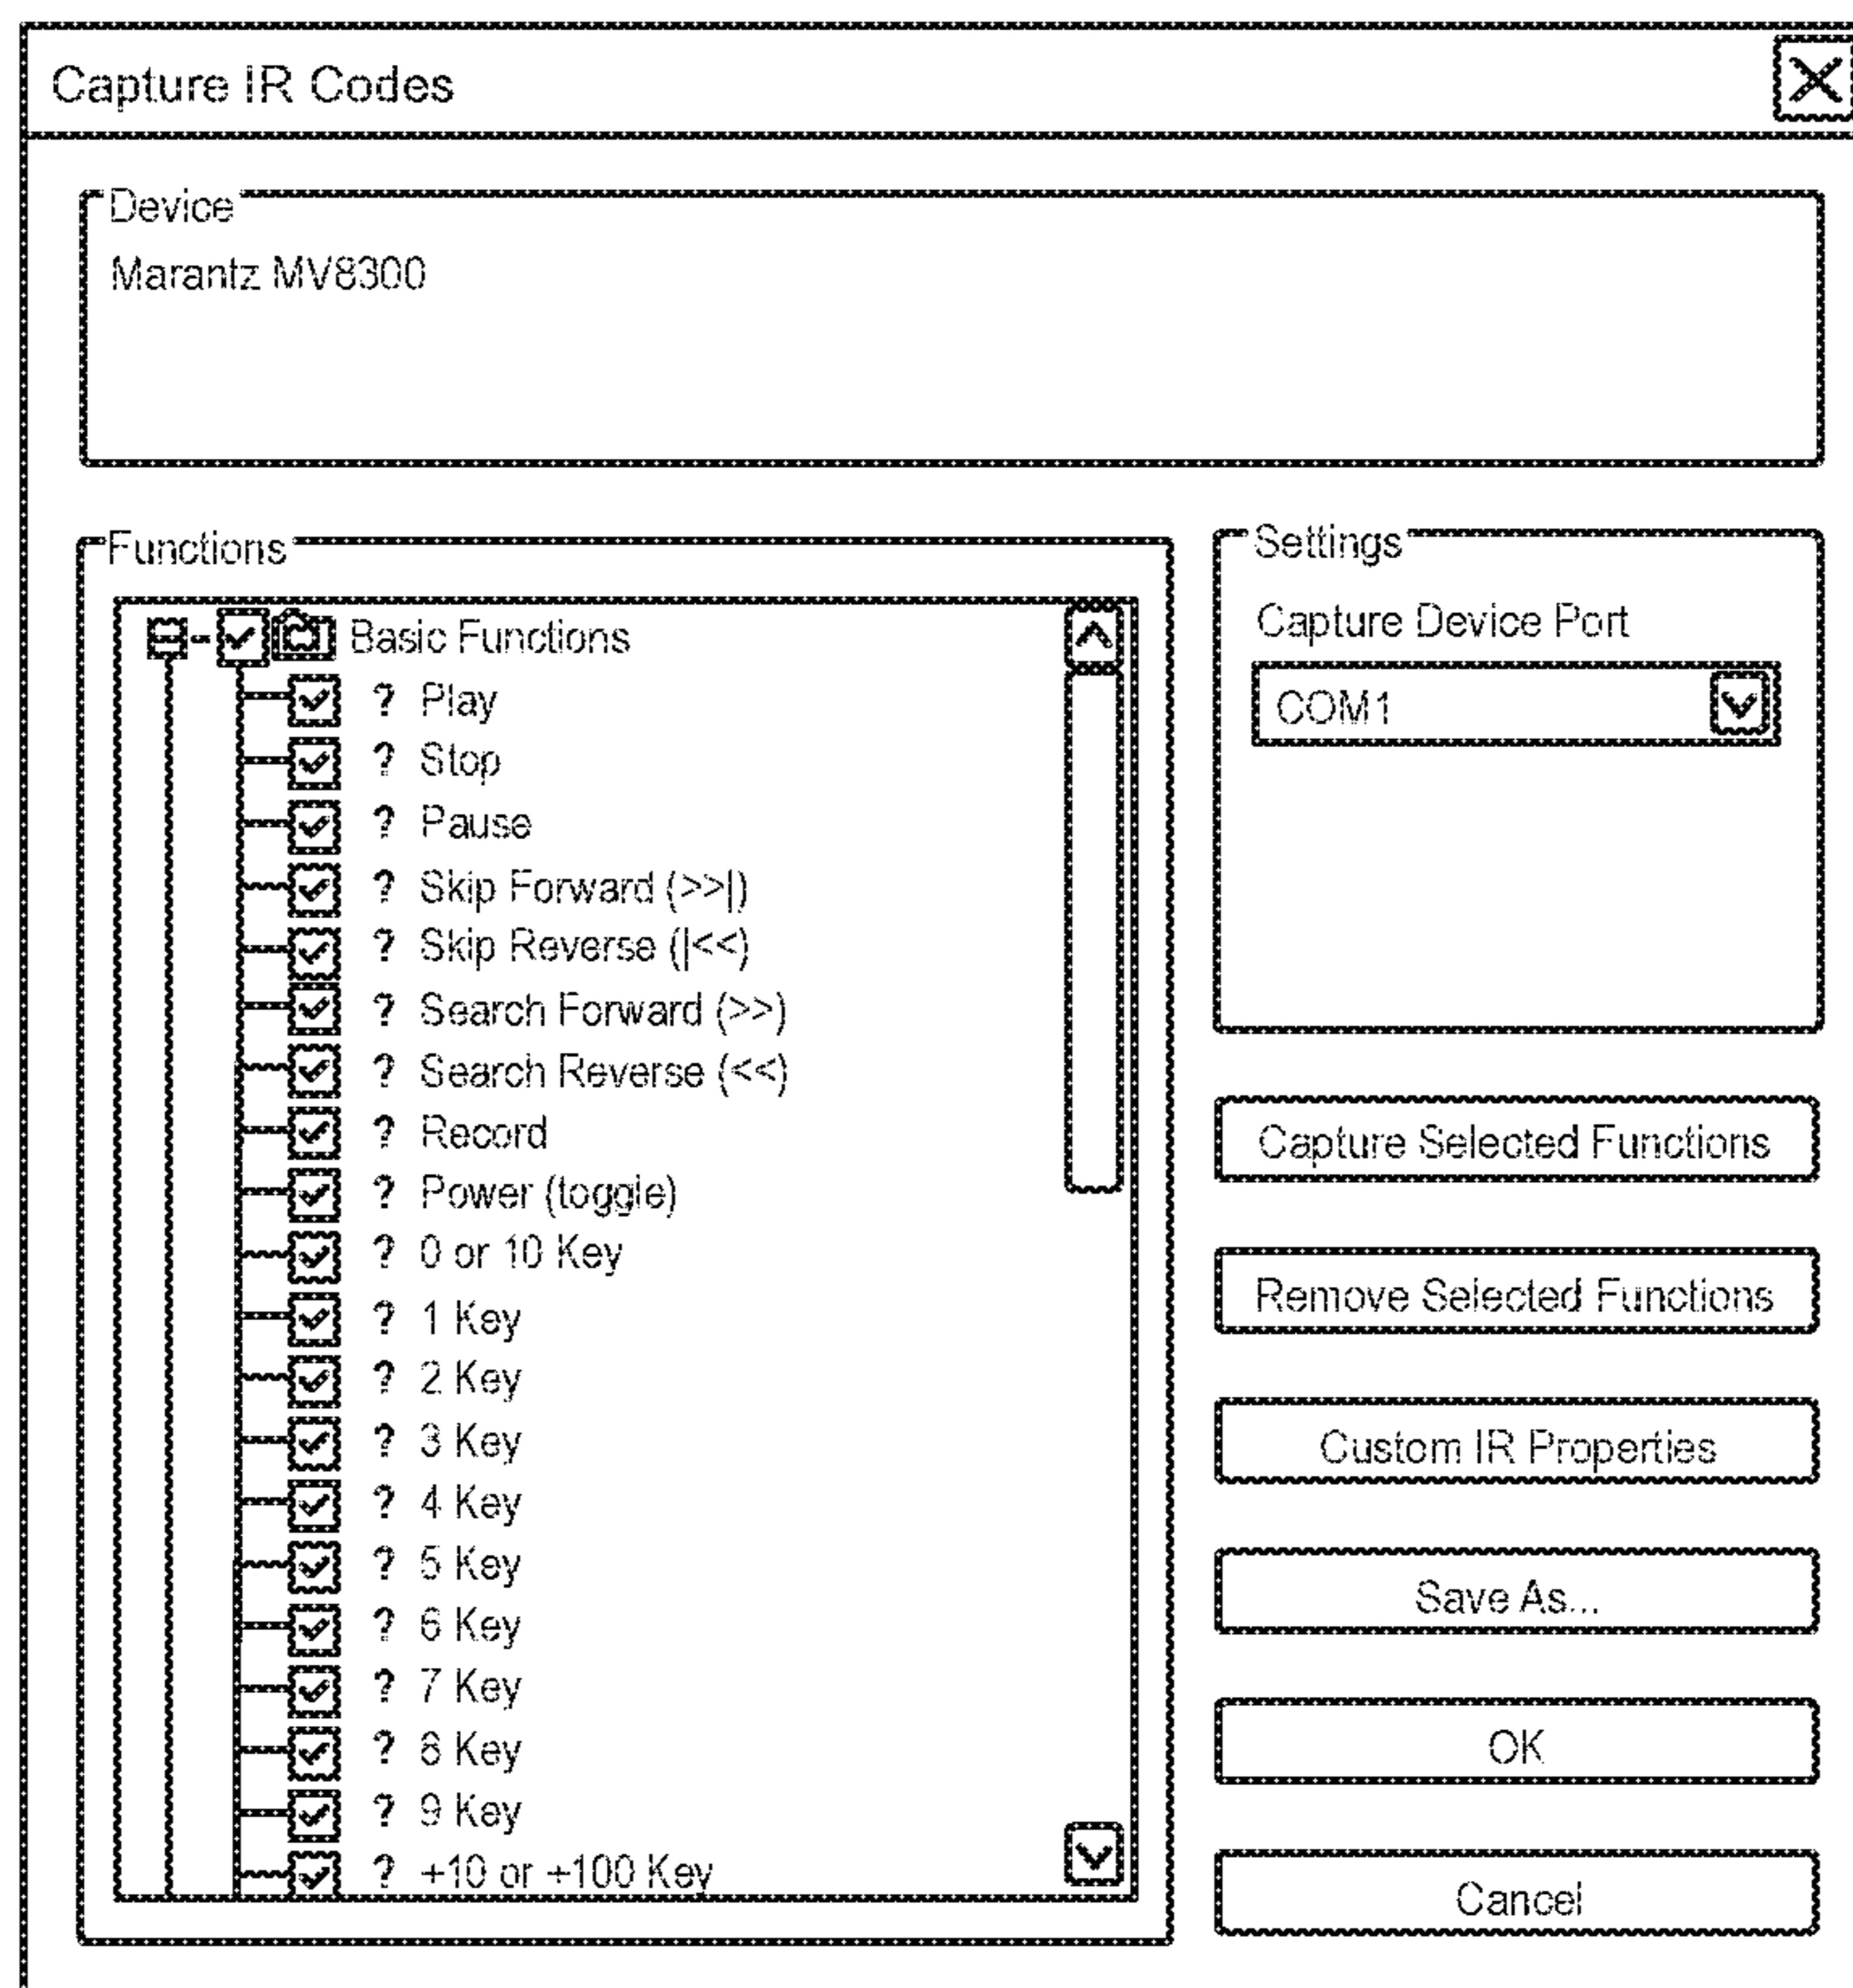 Capture IR Codes
Device
Marantz MV8300
Functions
Basic Functions
? Play
? Stop
? Pause
? Skip Forward (>>|)
? Skip Reverse (|<<)
? Search Forward (>>)
? Search Reverse (<<)
? Record
? Power (toggle)
? 0 or 10 Key
? 1 Key
? 2 Key
? 3 Key
? 4 Key
? 5 Key
? 6 Key
? 7 Key
? 8 Key
? 9 Key
? +10 or +100 Key
Settings
Capture Device Port
COM1
Capture Selected Functions
Remove Selected Functions
Custom IR Properties
Save As...
OK
Cancel